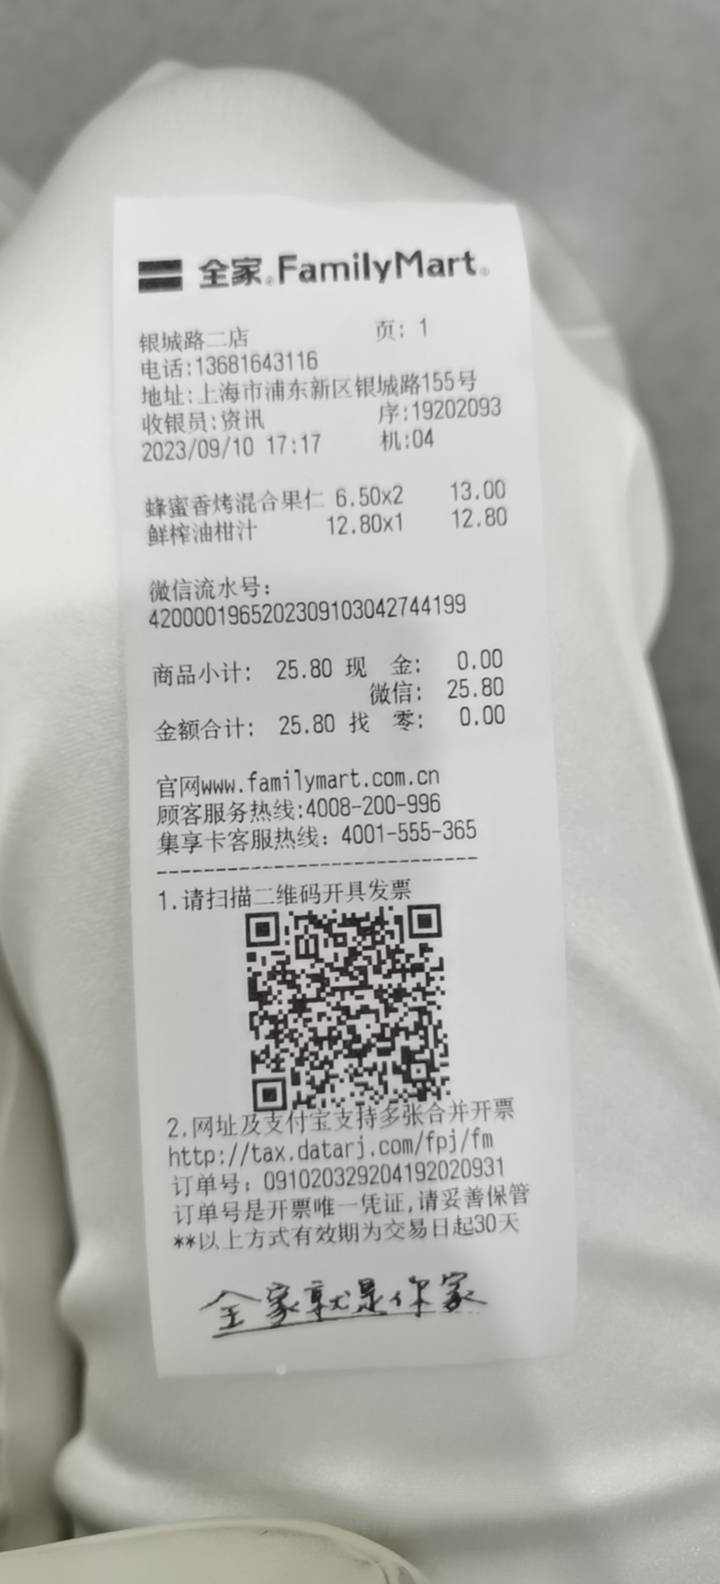 全家 FamilyMart
银城路二店 页: 1
电话:13681643116
地址:上海市浦东新区银城路155号
收银员:资讯 序:19202093
2023/09/10 17:17 机:04
蜂蜜香烤混合果仁 6.50x2 13.00
鲜榨油柑汁 12.80x1 12.80
微信流水号:
4200001965202309103042744199
商品小计: 25.80 现 金: 0.00
微信: 25.80
金额合计: 25.80 找 零: 0.00
官网www.familymart.com.cn
顾客服务热线:4008-200-996
集享卡客服热线: 4001-555-365
--------------------------------
1.请扫描二维码开具发票
2.网址及支付宝支持多张合并开票
http://tax.datarj.com/fpj/fm
订单号: 091020329204192020931
订单号是开票唯一凭证,请妥善保管
**以上方式有效期为交易日起30天
全家就是你家